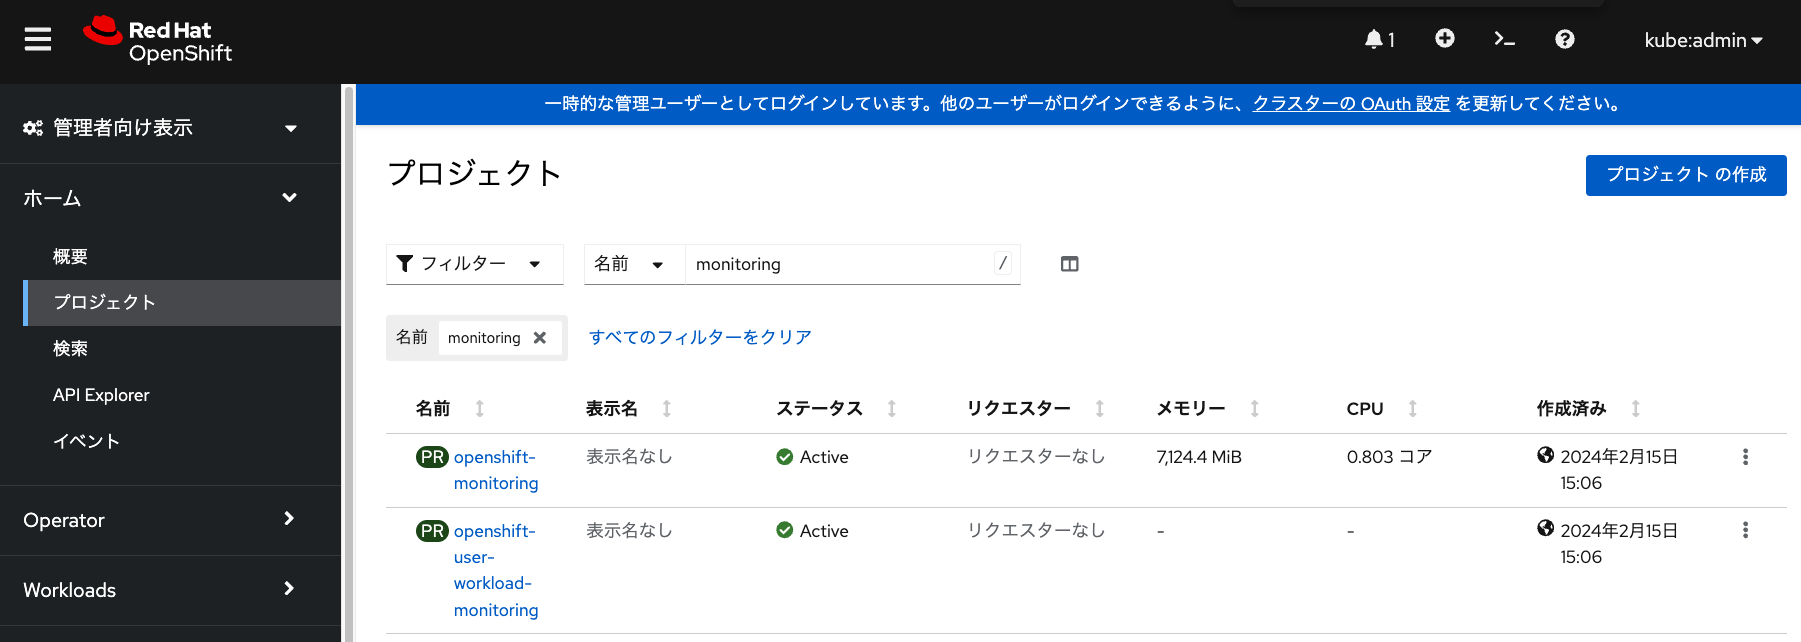 Red Hat
OpenShift
1
kube:admin
管理者向け表示
ホーム
概要
プロジェクト
検索
API Explorer
イベント
Operator
Workloads
一時的な管理ユーザーとしてログインしています。他のユーザーがログインできるように、クラスターの OAuth 設定 を更新してください。
プロジェクト
プロジェクト の作成
フィルター
名前
monitoring
/
名前 monitoring
すべてのフィルターをクリア
名前 表示名 ステータス リクエスター メモリー CPU 作成済み
PR openshift- 表示名なし Active リクエスターなし 7,124.4 MiB 0.803 コア 2024年2月15日
monitoring 15:06
PR openshift- 表示名なし Active リクエスターなし - - 2024年2月15日
user- 15:06
workload-
monitoring